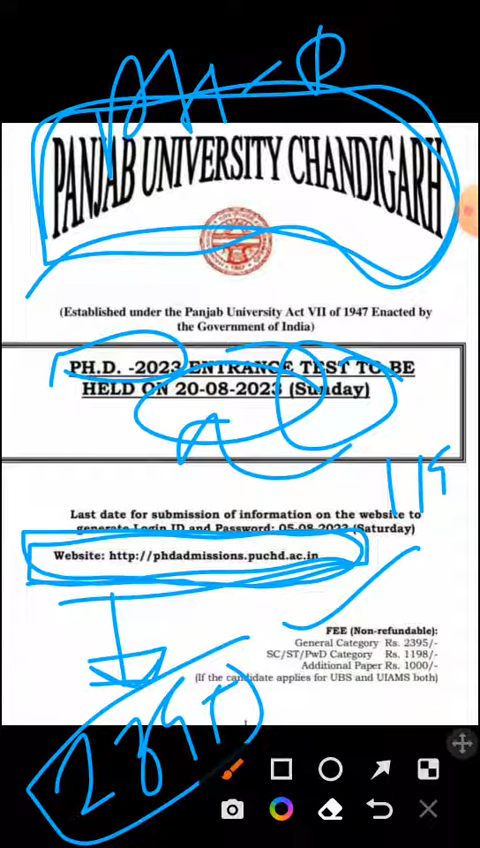 PANJAB UNIVERSITY CHANDIGARH
(Established under the Panjab University Act VII of 1947 Enacted by
the Government of India)
PH.D. -2023 ENTRANCE TEST TO BE
HELD ON 20-08-2023 (Sunday)
Last date for submission of information on the website to
generate Login ID and Password: 05-08-2023 (Saturday)
Website: http://phdadmissions.puchd.ac.in
FEE (Non-refundable):
General Category Rs. 2395/-
SC/ST/PwD Category Rs. 1198/-
Additional Paper Rs. 1000/-
(If the candidate applies for UBS and UIAMS both)
2395